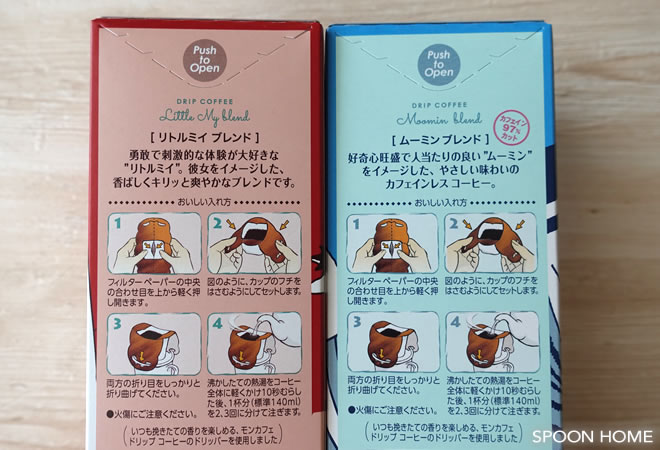 Push
to
Open
DRIP COFFEE
Little My blend
[ リトルミイ ブレンド ]
勇敢で刺激的な体験が大好きな
"リトルミイ"。彼女をイメージした、
香ばしくキリッと爽やかなブレンドです。
おいしい入れ方
1
2
フィルターペーパーの中央
の合わせ目を上から軽く押
し開きます。
図のように、カップのフチを
はさむようにしてセットします。
3
4
両方の折り目をしっかりと
折り曲げてください。
●火傷にご注意ください。
沸かしたての熱湯をコーヒー
全体に軽くかけ10秒むらし
た後、1杯分(標準140ml)
を2、3回に分けて注ぎます。
(いつも挽きたての香りを楽しめる、モンカフェ
ドリップ コーヒーのドリッパーを使用しました)
Push
to
Open
DRIP COFFEE
Moomin blend
カフェイン
97%
カット
[ ムーミン ブレンド ]
好奇心旺盛で人当たりの良い"ムーミン"
をイメージした、やさしい味わいの
カフェインレス コーヒー。
おいしい入れ方
1
2
フィルターペーパーの中央
の合わせ目を上から軽く押
し開きます。
図のように、カップのフチを
はさむようにしてセットします。
3
4
両方の折り目をしっかりと
折り曲げてください。
●火傷にご注意ください。
沸かしたての熱湯をコーヒー
全体に軽くかけ10秒むらし
た後、1杯分(標準140ml)
を2、3回に分けて注ぎます。
(いつも挽きたての香りを楽しめる、モンカフェ
ドリップ コーヒーのドリッパーを使用しました)
SPOON HOME